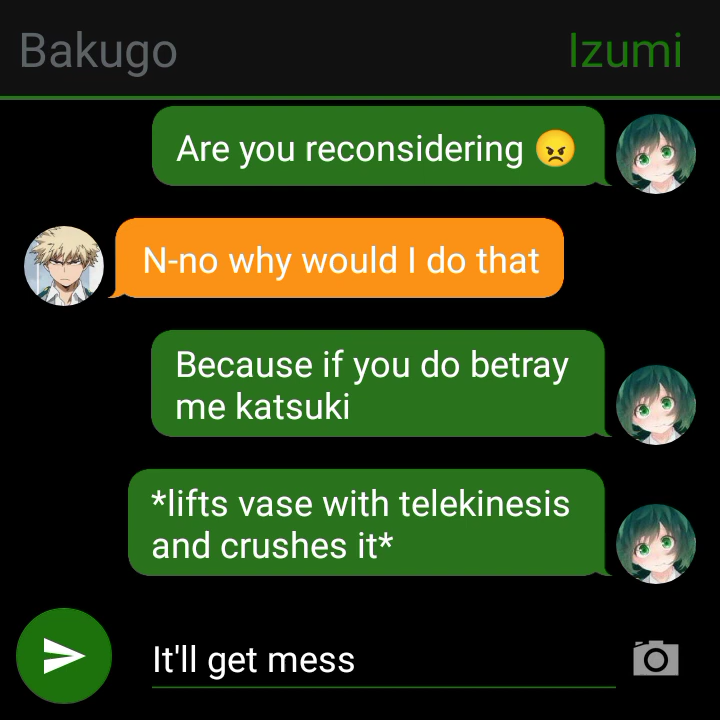 Bakugo Izumi
Are you reconsidering 😠
N-no why would I do that
Because if you do betray
me katsuki
*lifts vase with telekinesis
and crushes it*
It'll get mess